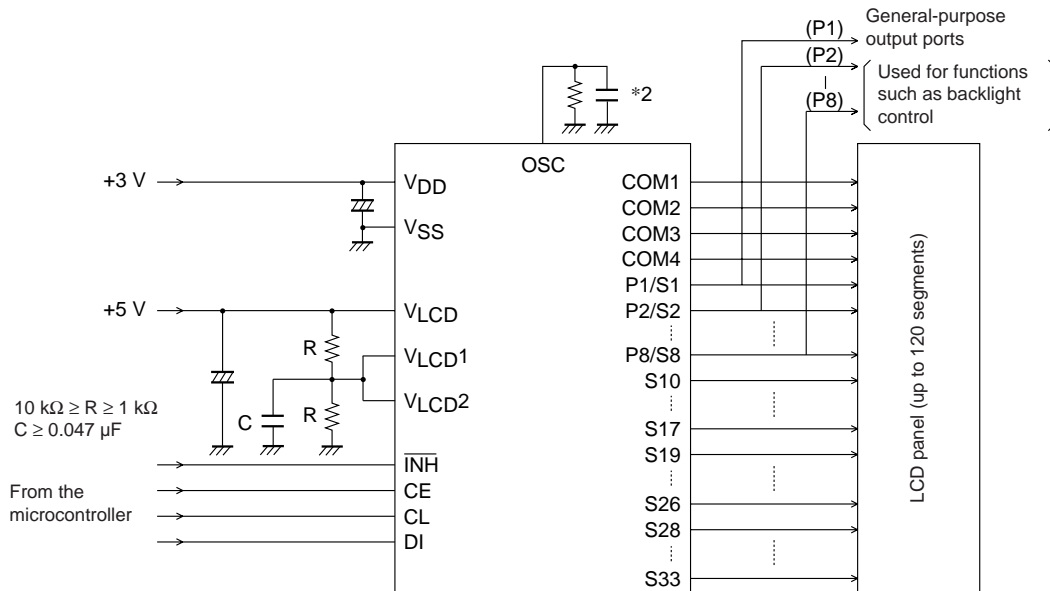 General-purpose
output ports
(P1)
(P2)
(P8)
Used for functions
such as backlight
control
*2
OSC
+3 V
VDD
VSS
+5 V
VLCD
VLCD1
VLCD2
R
R
C
10 kΩ ≥ R ≥ 1 kΩ
C ≥ 0.047 µF
From the
microcontroller
INH
CE
CL
DI
COM1
COM2
COM3
COM4
P1/S1
P2/S2
P8/S8
S10
S17
S19
S26
S28
S33
LCD panel (up to 120 segments)